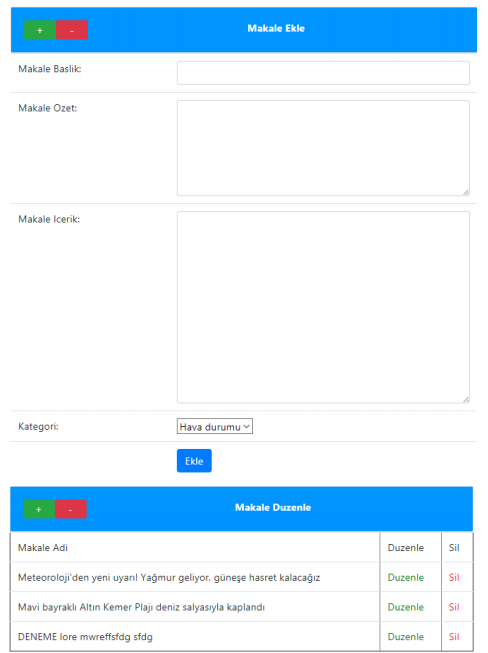 + - Makale Ekle
Makale Baslik:
Makale Ozet:
Makale Icerik:
Kategori: Hava durumu
Ekle
+ - Makale Duzenle
Makale Adi Duzenle Sil
Meteoroloji'den yeni uyarı! Yağmur geliyor, güneşe hasret kalacağız Duzenle Sil
Mavi bayraklı Altın Kemer Plajı deniz salyasıyla kaplandı Duzenle Sil
DENEME lore mwreffsfdg sfdg Duzenle Sil